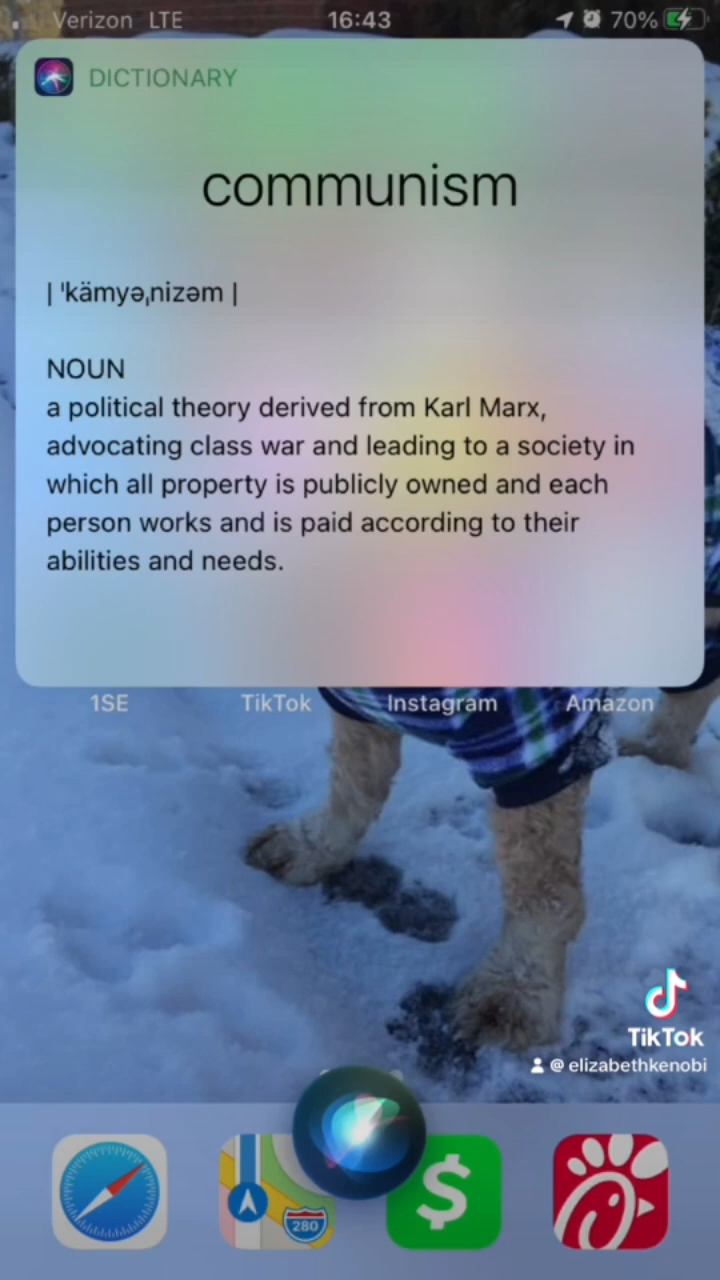 Verizon LTE 16:43 70%
DICTIONARY
communism
| ˈkämyəˌnizəm |
NOUN
a political theory derived from Karl Marx,
advocating class war and leading to a society in
which all property is publicly owned and each
person works and is paid according to their
abilities and needs.
1SE TikTok Instagram Amazon
TikTok
@ elizabethkenobi
280
$